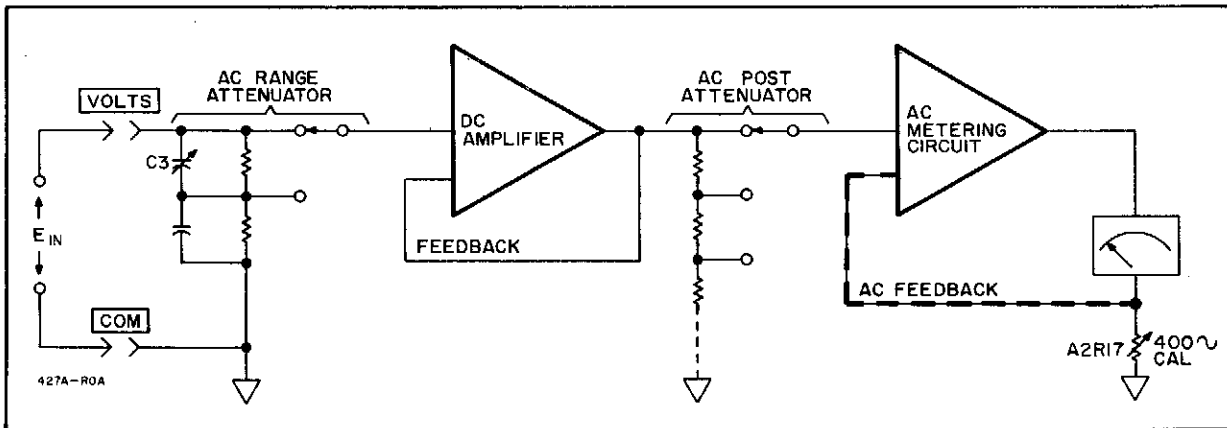 AC RANGE
ATTENUATOR
VOLTS
C3
E IN
COM
427A-ROA
DC
AMPLIFIER
FEEDBACK
AC POST
ATTENUATOR
AC
METERING
CIRCUIT
AC FEEDBACK
A2R17
400~
CAL